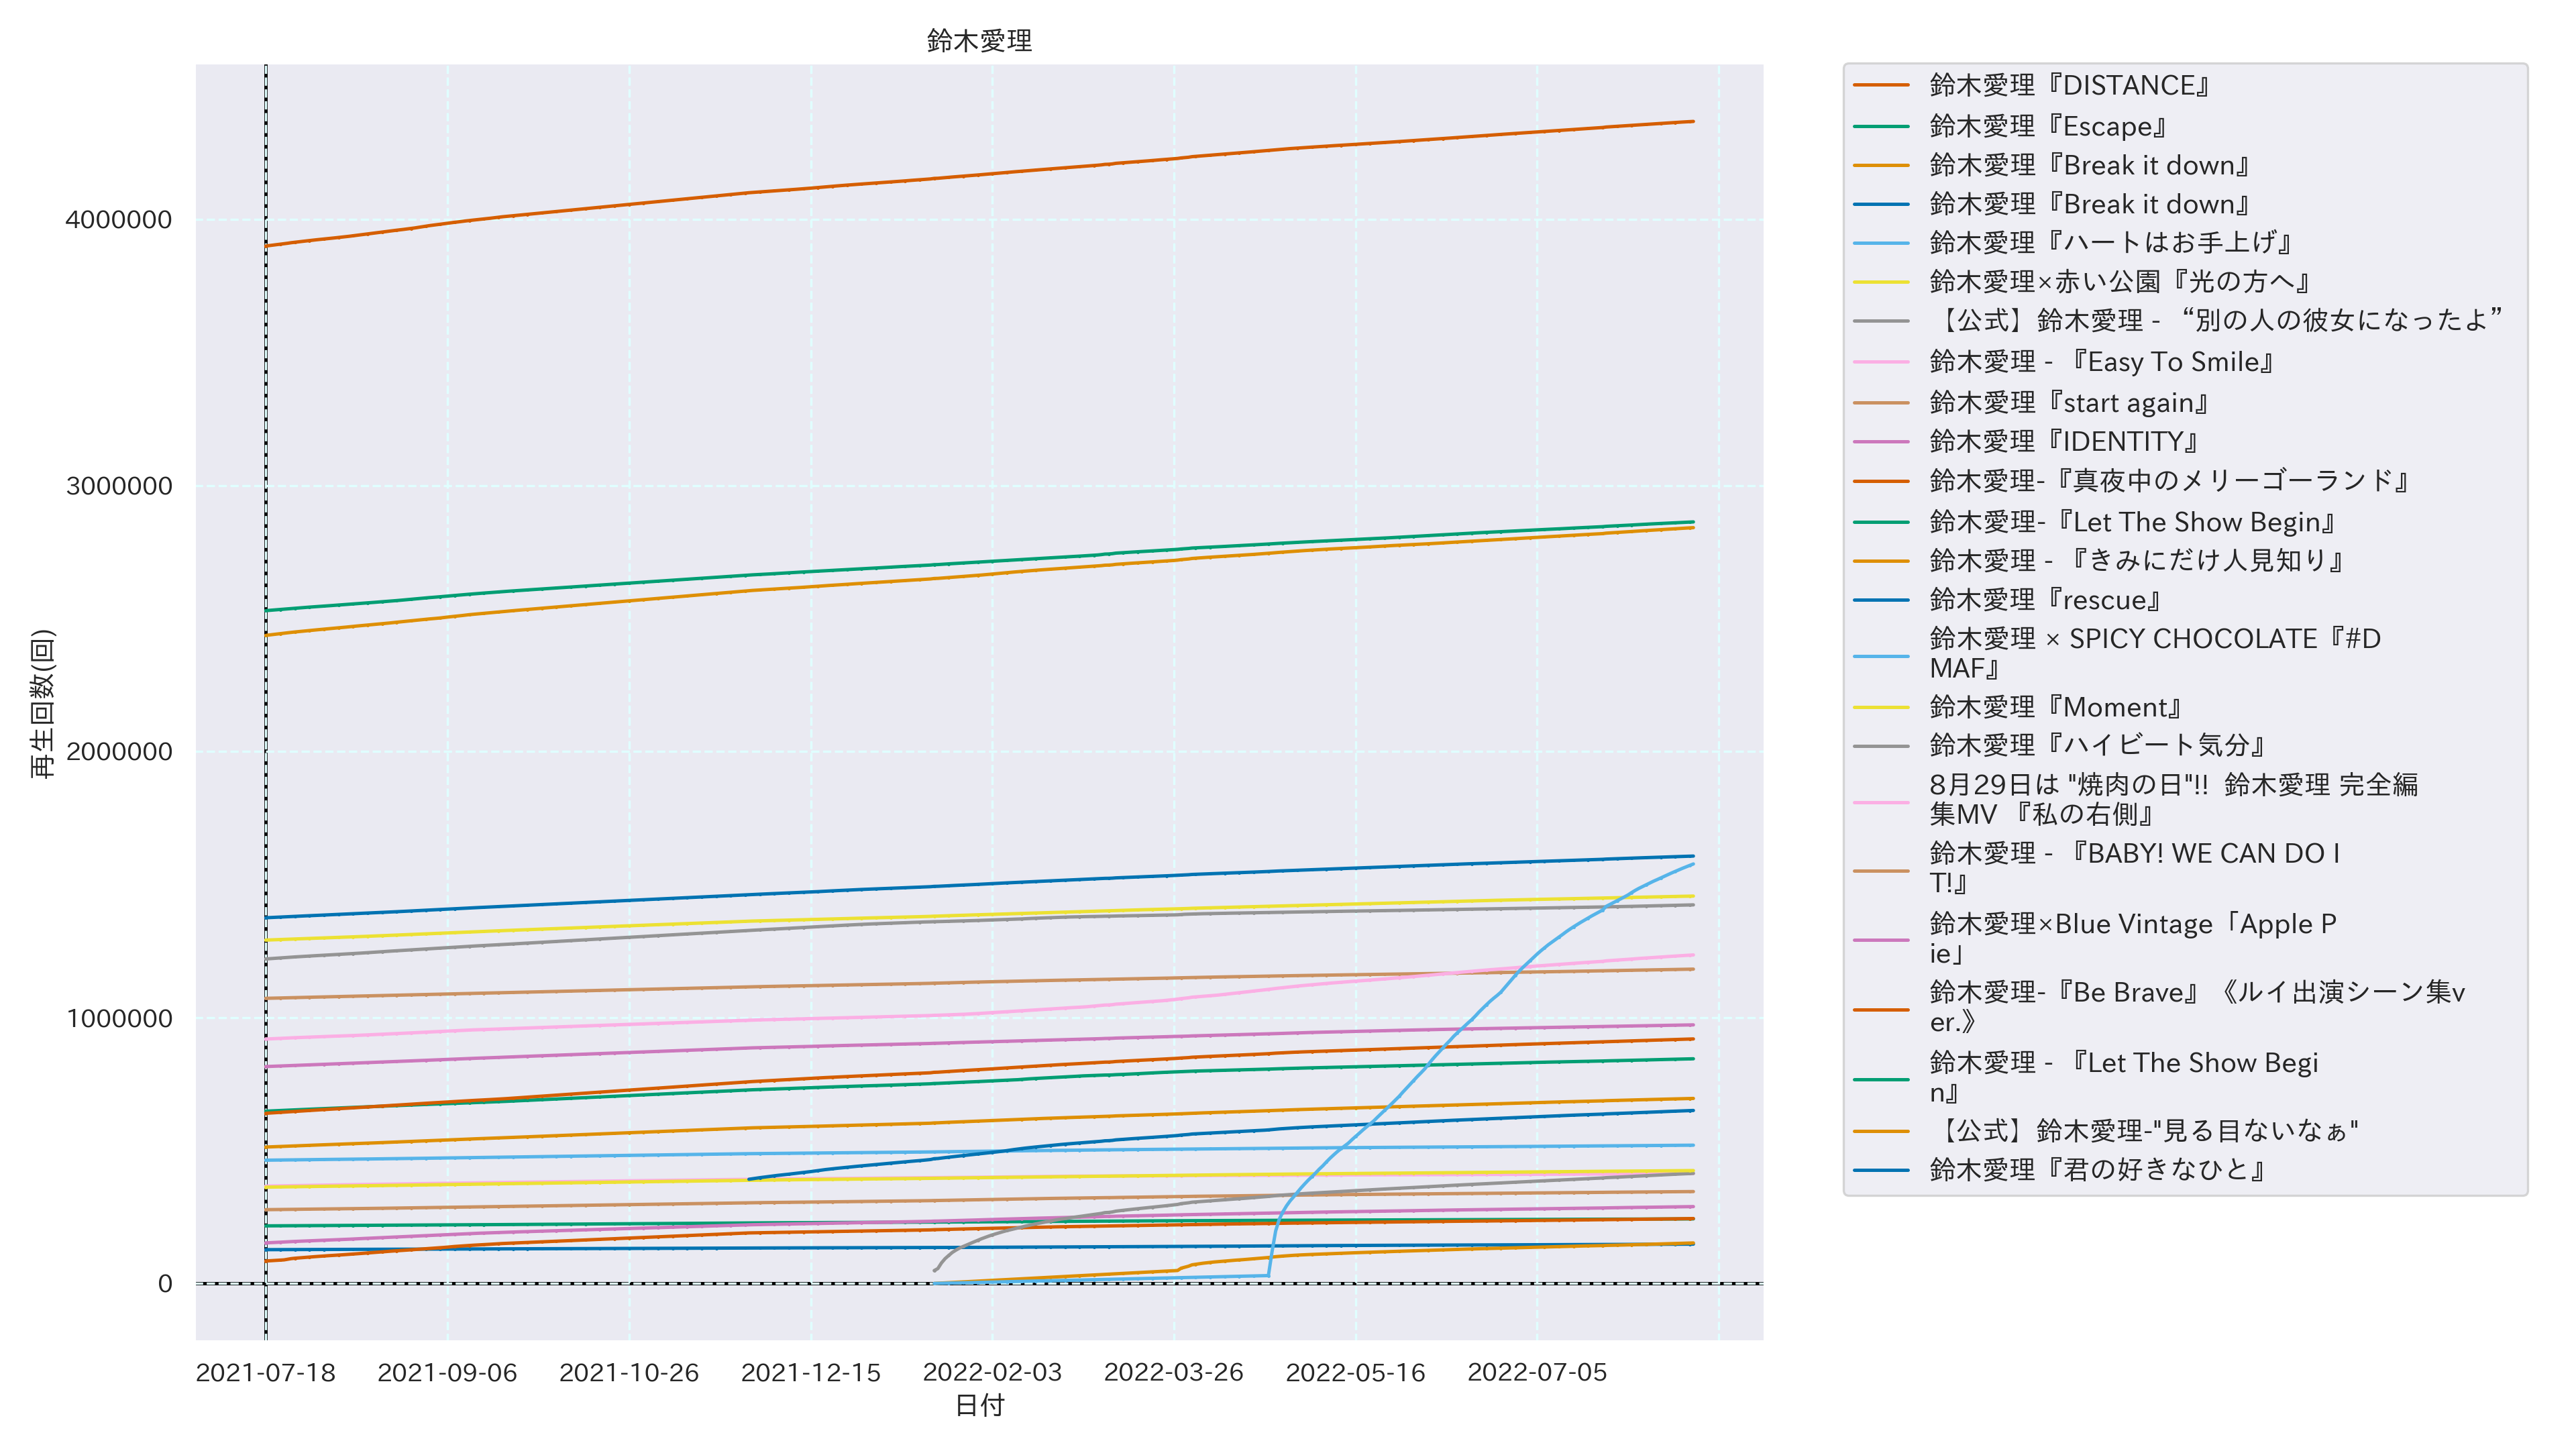 鈴木愛理
再生回数(回)
4000000
3000000
2000000
1000000
0
2021-07-18
2021-09-06
2021-10-26
2021-12-15
2022-02-03
2022-03-26
2022-05-16
2022-07-05
日付
鈴木愛理『DISTANCE』
鈴木愛理『Escape』
鈴木愛理『Break it down』
鈴木愛理『Break it down』
鈴木愛理『ハートはお手上げ』
鈴木愛理×赤い公園『光の方へ』
【公式】鈴木愛理 - “別の人の彼女になったよ”
鈴木愛理 - 『Easy To Smile』
鈴木愛理『start again』
鈴木愛理『IDENTITY』
鈴木愛理-『真夜中のメリーゴーランド』
鈴木愛理-『Let The Show Begin』
鈴木愛理 - 『きみにだけ人見知り』
鈴木愛理『rescue』
鈴木愛理 × SPICY CHOCOLATE『#D
MAF』
鈴木愛理『Moment』
鈴木愛理『ハイビート気分』
8月29日は "焼肉の日"!! 鈴木愛理 完全編
集MV 『私の右側』
鈴木愛理 - 『BABY! WE CAN DO I
T!』
鈴木愛理×Blue Vintage「Apple P
ie」
鈴木愛理-『Be Brave』《ルイ出演シーン集v
er.》
鈴木愛理 - 『Let The Show Begi
n』
【公式】鈴木愛理-"見る目ないなぁ"
鈴木愛理『君の好きなひと』